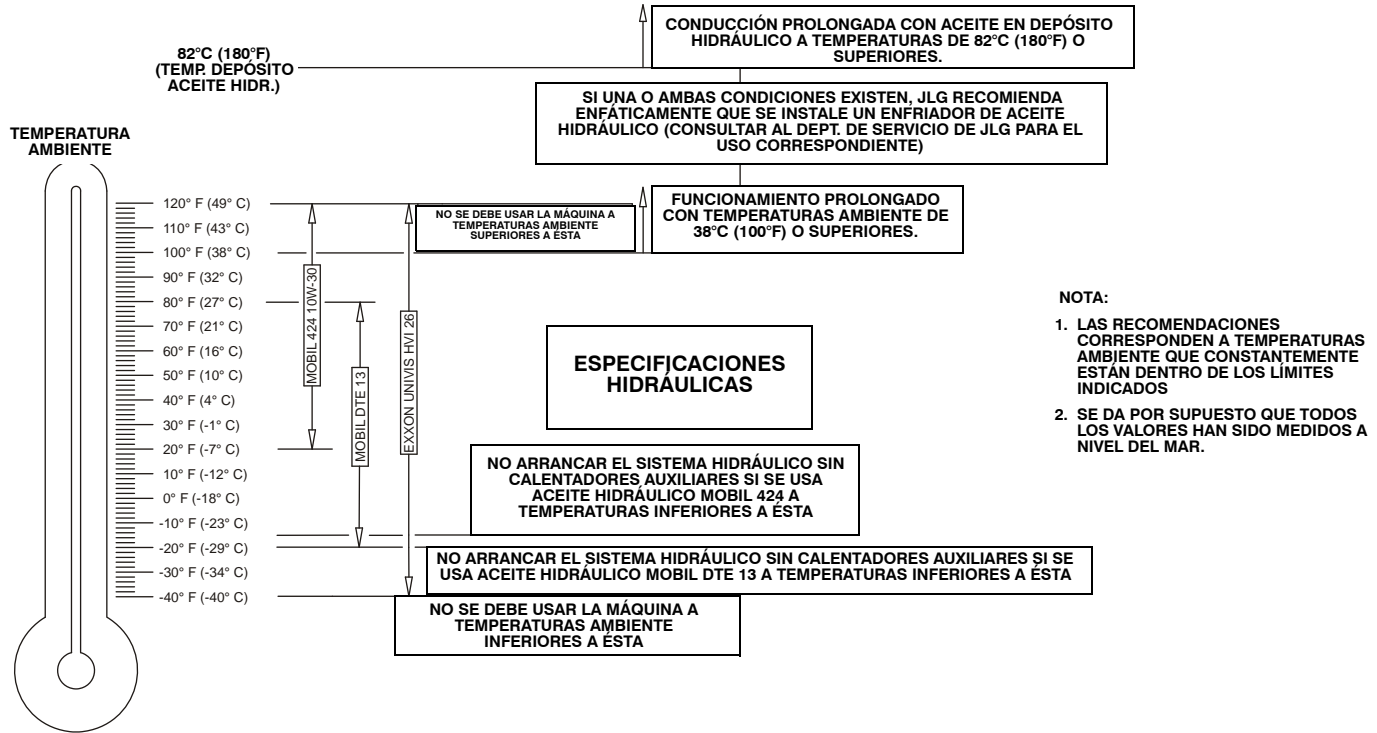 82°C (180°F)
(TEMP. DEPÓSITO
ACEITE HIDR.)
CONDUCCIÓN PROLONGADA CON ACEITE EN DEPÓSITO
HIDRÁULICO A TEMPERATURAS DE 82°C (180°F) O
SUPERIORES.
SI UNA O AMBAS CONDICIONES EXISTEN, JLG RECOMIENDA
ENFÁTICAMENTE QUE SE INSTALE UN ENFRIADOR DE ACEITE
HIDRÁULICO (CONSULTAR AL DEPT. DE SERVICIO DE JLG PARA EL
USO CORRESPONDIENTE)
TEMPERATURA
AMBIENTE
120° F (49° C)
110° F (43° C)
100° F (38° C)
90° F (32° C)
80° F (27° C)
70° F (21° C)
60° F (16° C)
50° F (10° C)
40° F (4° C)
30° F (-1° C)
20° F (-7° C)
10° F (-12° C)
0° F (-18° C)
-10° F (-23° C)
-20° F (-29° C)
-30° F (-34° C)
-40° F (-40° C)
MOBIL 424 10W-30
MOBIL DTE 13
EXXON UNIVIS HVI 26
NO SE DEBE USAR LA MÁQUINA A
TEMPERATURAS AMBIENTE
SUPERIORES A ÉSTA
FUNCIONAMIENTO PROLONGADO
CON TEMPERATURAS AMBIENTE DE
38°C (100°F) O SUPERIORES.
ESPECIFICACIONES
HIDRÁULICAS
NO ARRANCAR EL SISTEMA HIDRÁULICO SIN
CALENTADORES AUXILIARES SI SE USA
ACEITE HIDRÁULICO MOBIL 424 A
TEMPERATURAS INFERIORES A ÉSTA
NO ARRANCAR EL SISTEMA HIDRÁULICO SIN CALENTADORES AUXILIARES SI SE
USA ACEITE HIDRÁULICO MOBIL DTE 13 A TEMPERATURAS INFERIORES A ÉSTA
NO SE DEBE USAR LA MÁQUINA A
TEMPERATURAS AMBIENTE
INFERIORES A ÉSTA
NOTA:
1. LAS RECOMENDACIONES
CORRESPONDEN A TEMPERATURAS
AMBIENTE QUE CONSTANTEMENTE
ESTÁN DENTRO DE LOS LÍMITES
INDICADOS
2. SE DA POR SUPUESTO QUE TODOS
LOS VALORES HAN SIDO MEDIDOS A
NIVEL DEL MAR.